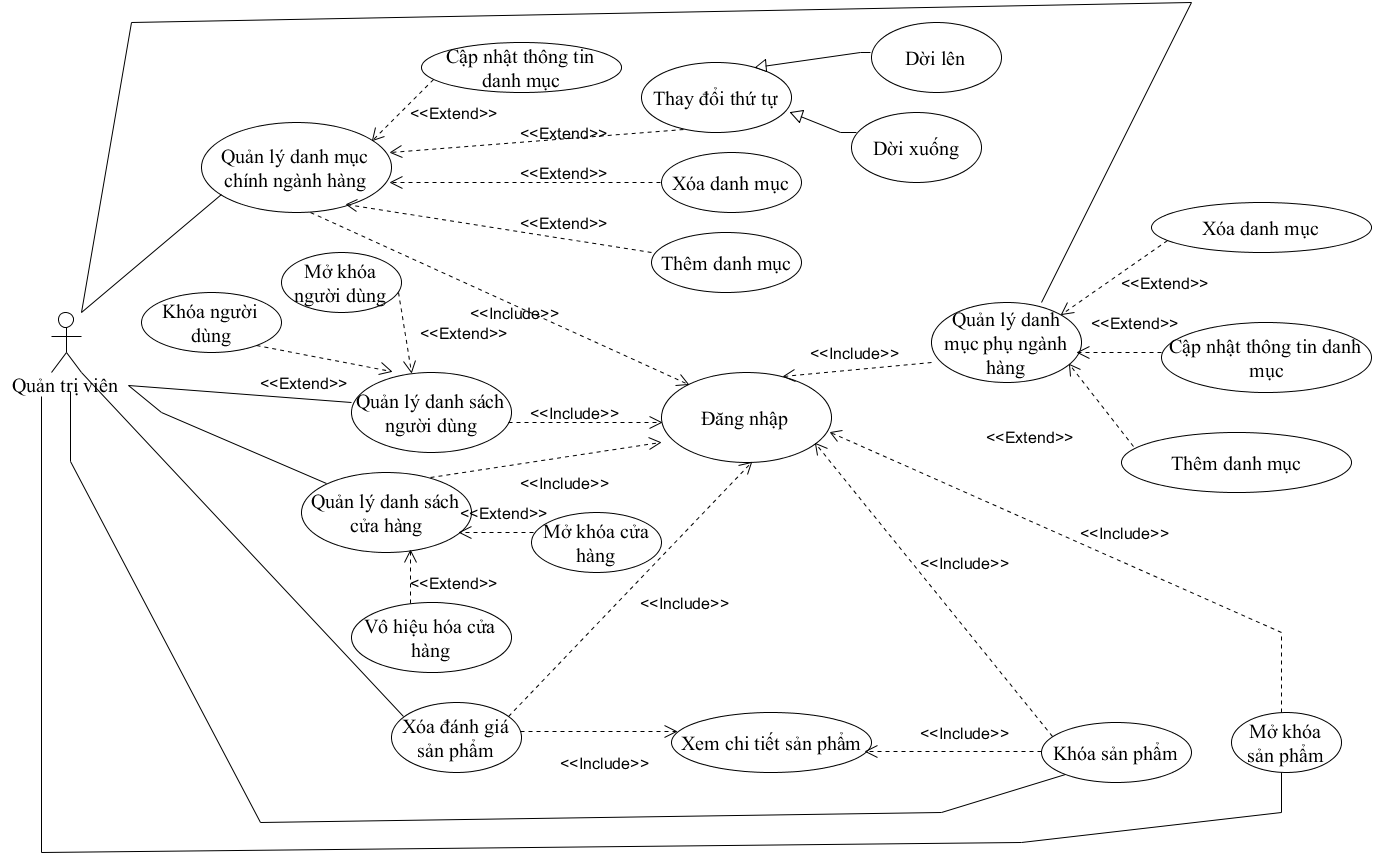 Cập nhật thông tin
danh mục
Dời lên
Thay đổi thứ tự
<<Extend>>
<<Extend>>
Dời xuống
Quản lý danh mục
chính ngành hàng
<<Extend>>
Xóa danh mục
<<Extend>>
Thêm danh mục
Xóa danh mục
Mở khóa
người dùng
Khóa người
dùng
<<Include>>
<<Extend>>
<<Extend>>
Quản lý danh
mục phụ ngành
hàng
<<Extend>>
Cập nhật thông tin danh
mục
<<Include>>
Quản trị viên
<<Extend>>
Quản lý danh sách
người dùng
<<Include>>
Đăng nhập
<<Extend>>
Thêm danh mục
Quản lý danh sách
cửa hàng
<<Include>>
<<Extend>>
Mở khóa cửa
hàng
<<Include>>
<<Include>>
<<Extend>>
<<Include>>
Vô hiệu hóa cửa
hàng
Xóa đánh giá
sản phẩm
Xem chi tiết sản phẩm
<<Include>>
<<Include>>
Khóa sản phẩm
Mở khóa
sản phẩm